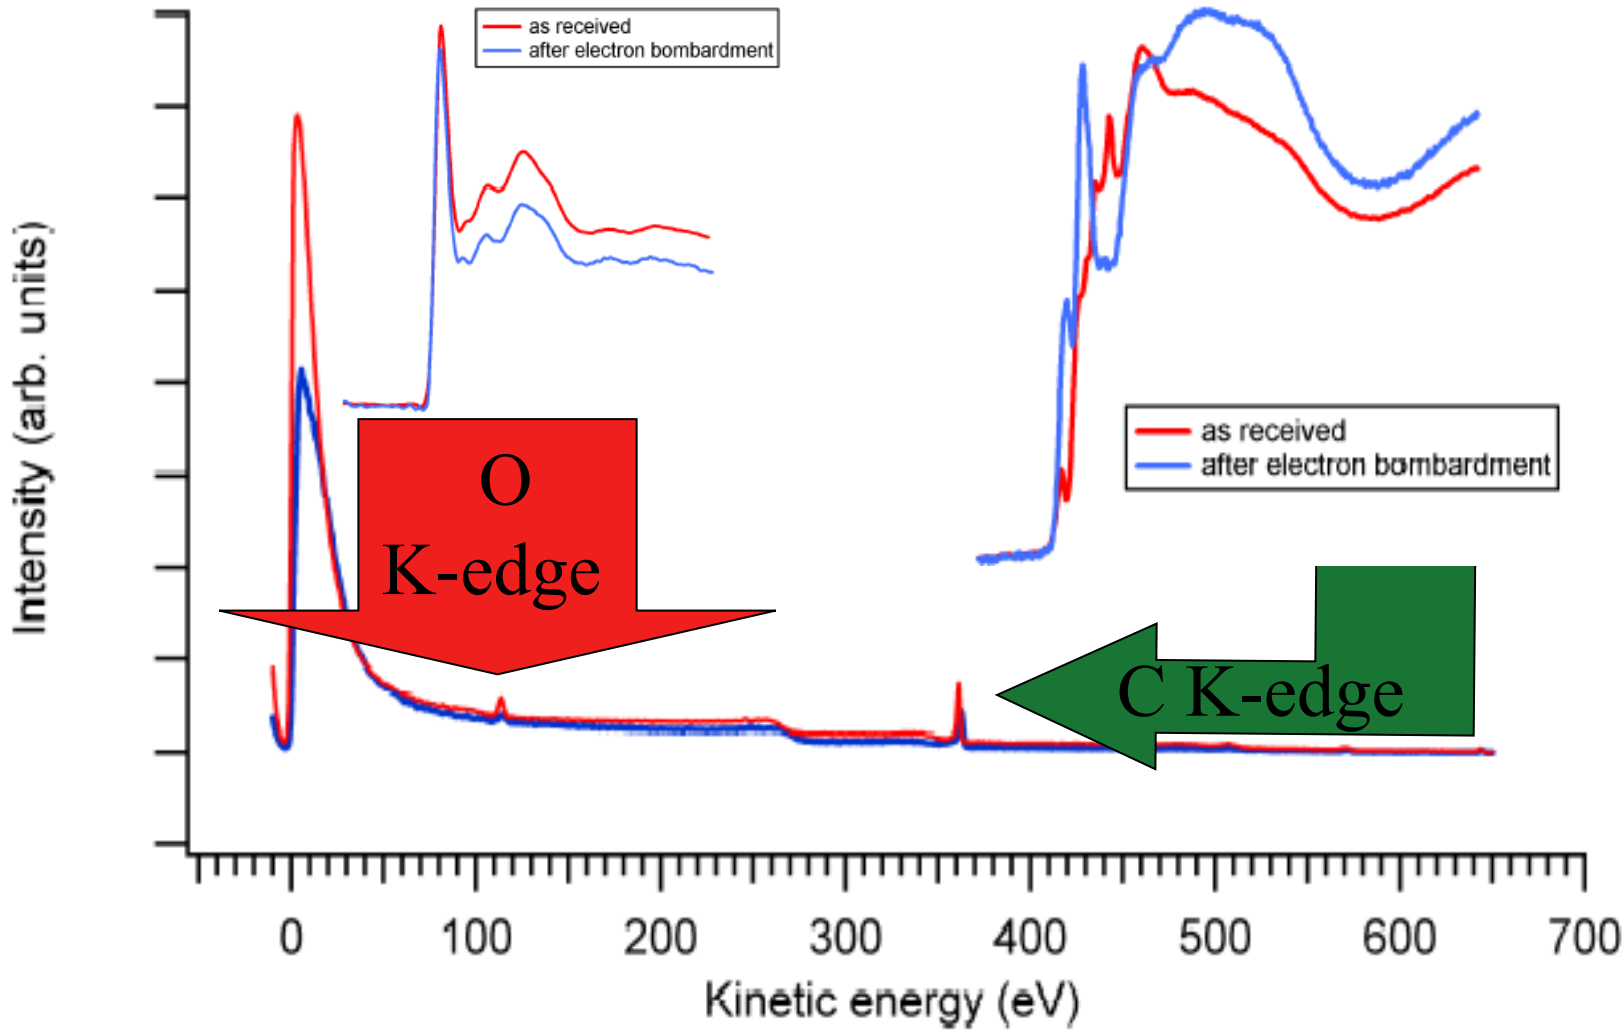 as received
after electron bombardment
Intensity (arb. units)
O
K-edge
as received
after electron bombardment
C K-edge
0 100 200 300 400 500 600 700
Kinetic energy (eV)